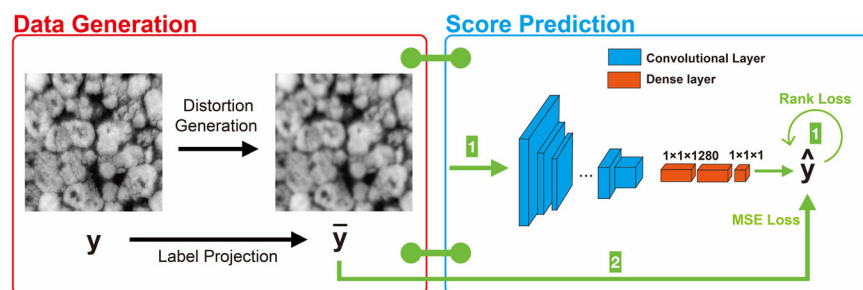 Data Generation
Score Prediction
Distortion
Generation
y
Label Projection
ȳ
1
Convolutional Layer
Dense layer
...
1×1×1280 1×1×1
Rank Loss
1
ŷ
MSE Loss
2